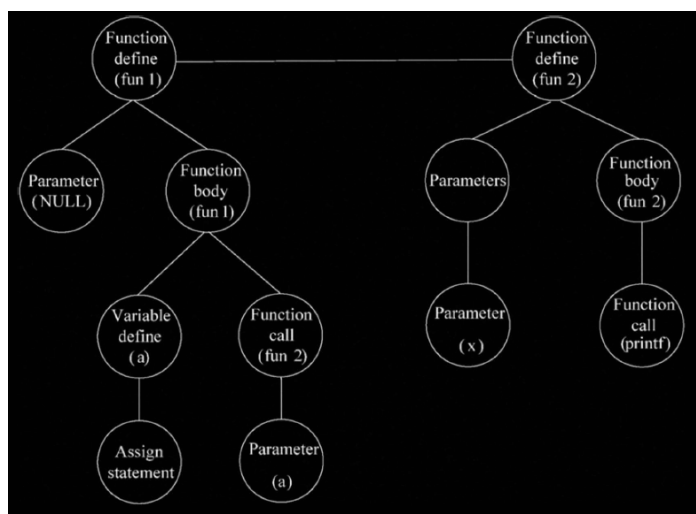 Function
define
(fun 1)
Function
define
(fun 2)
Parameter
(NULL)
Function
body
(fun 1)
Parameters
Function
body
(fun 2)
Variable
define
(a)
Function
call
(fun 2)
Parameter
(x)
Function
call
(printf)
Assign
statement
Parameter
(a)